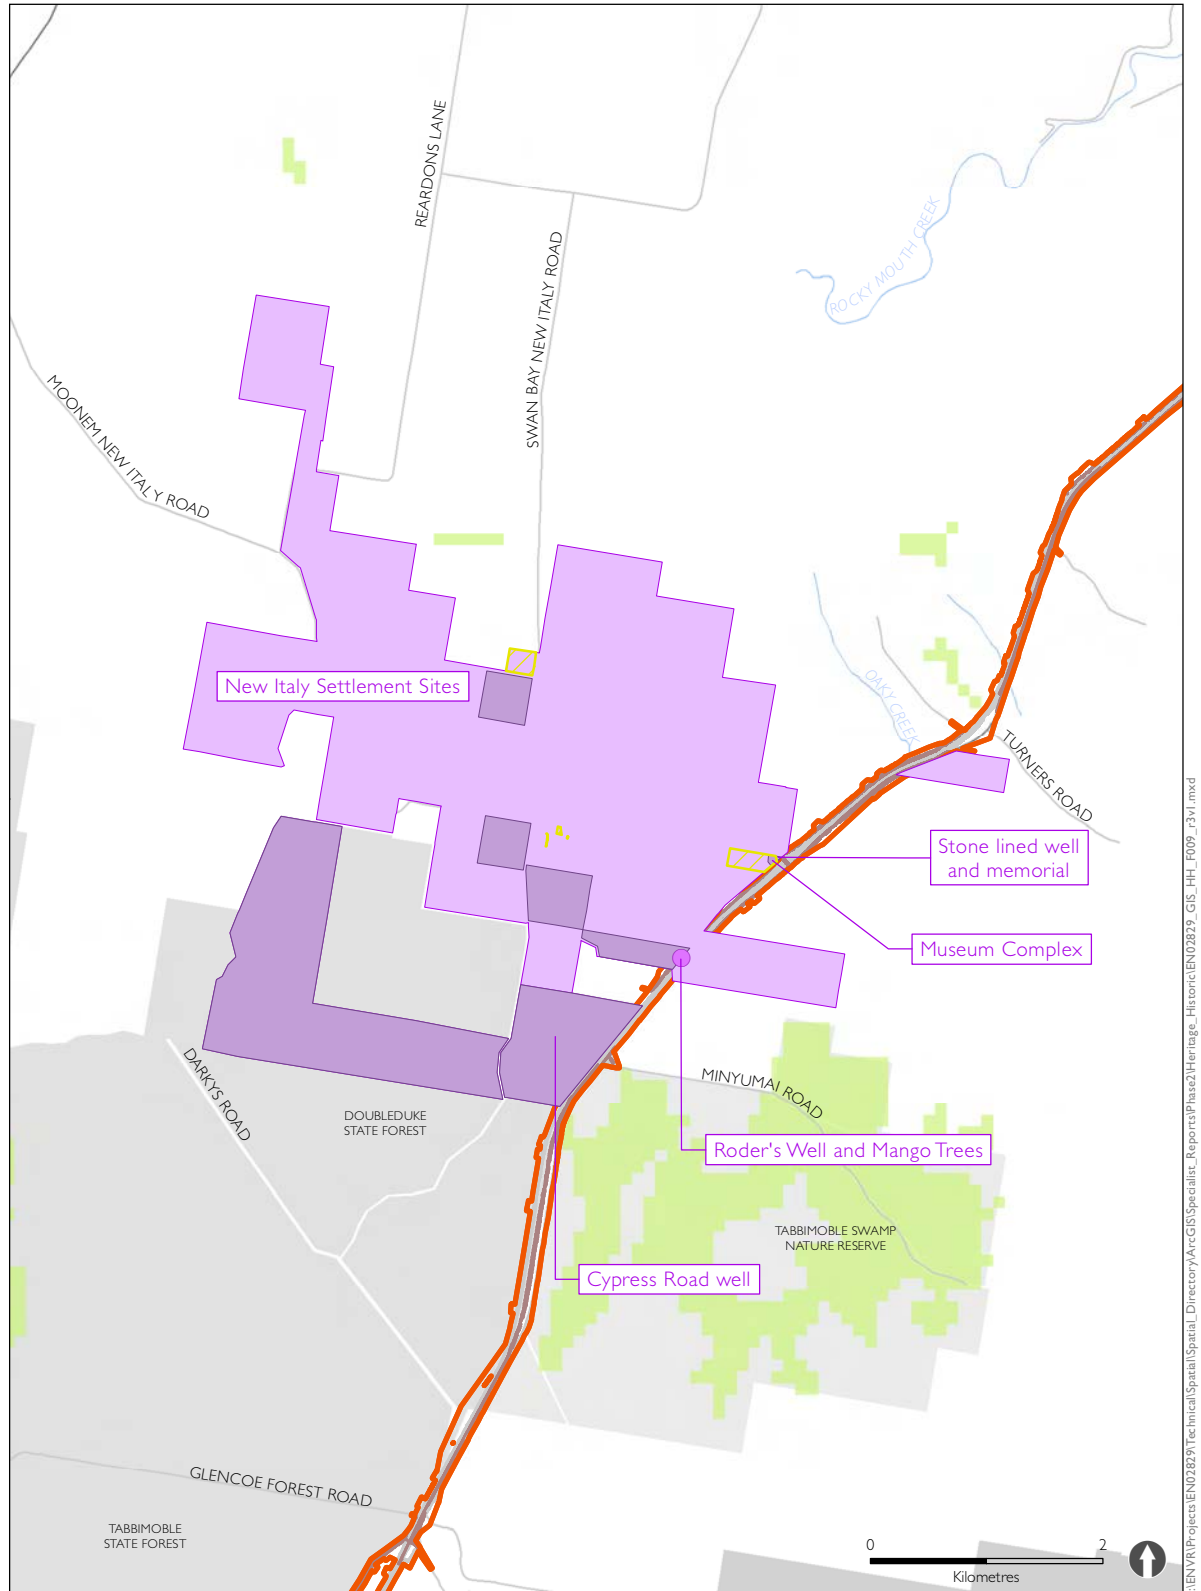 REARDONS LANE
ROCKY MOUTH CREEK
SWAN BAY NEW ITALY ROAD
MOONEM NEW ITALY ROAD
New Italy Settlement Sites
OAKY CREEK
TURNERS ROAD
Stone lined well
and memorial
Museum Complex
DARKYS ROAD
MINYUMAI ROAD
DOUBLEDUKE
STATE FOREST
Roder's Well and Mango Trees
TABBIMOBLE SWAMP
NATURE RESERVE
Cypress Road well
GLENCOE FOREST ROAD
TABBIMOBLE
STATE FOREST
0 2
Kilometres
\ENVR\Projects\EN02829\Technical\Spatial\Spatial_Directory\ArcGIS\Specialist_Reports\Phase2\Heritage_Historic\EN02829_GIS_HH_F009_r3v1.mxd